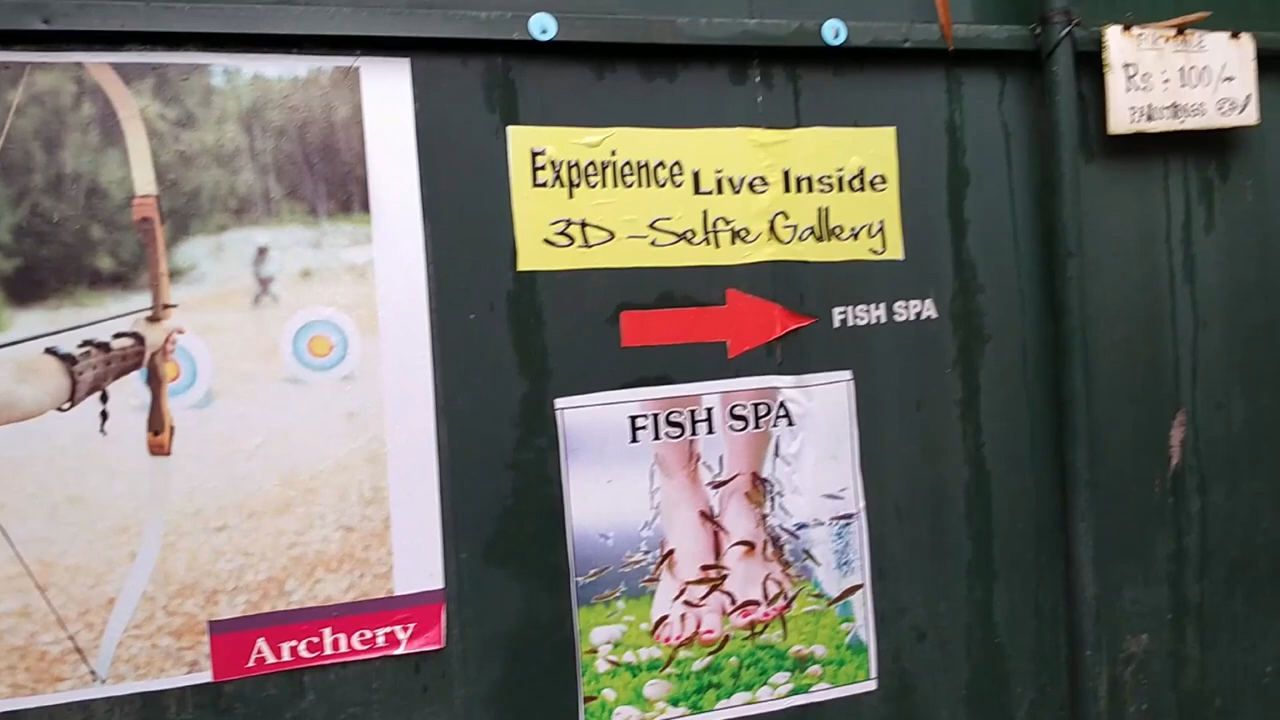 Experience Live Inside
3D-Selfie Gallery
FISH SPA
FISH SPA
Archery
Rs : 100/-